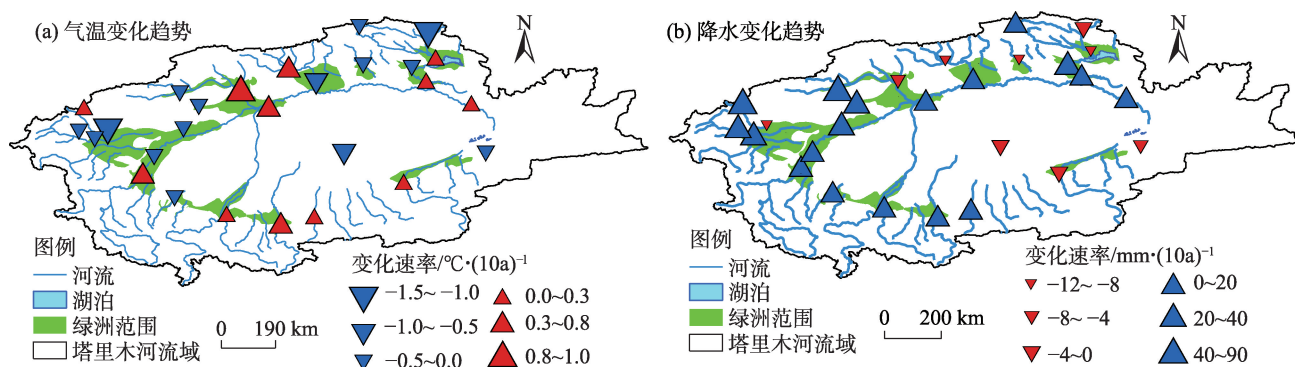 (a) 气温变化趋势
N
图例
河流
湖泊
绿洲范围
塔里木河流域
0 190 km
变化速率/℃·(10a)⁻¹
−1.5~ −1.0
−1.0~ −0.5
−0.5~0.0
0.0~0.3
0.3~0.8
0.8~1.0
(b) 降水变化趋势
N
图例
河流
湖泊
绿洲范围
塔里木河流域
0 200 km
变化速率/mm·(10a)⁻¹
−12~ −8
−8~ −4
−4~0
0~20
20~40
40~90